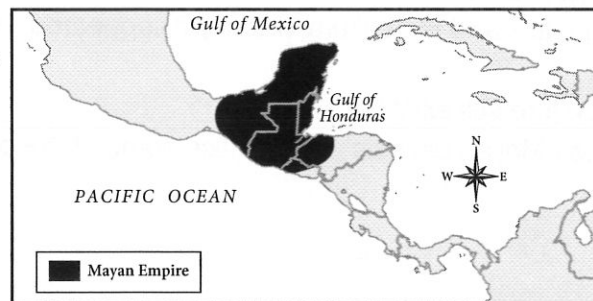 Gulf of Mexico
Gulf of
Honduras
N
W E
S
PACIFIC OCEAN
Mayan Empire